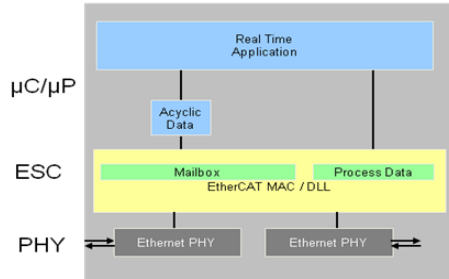 Real Time
Application
µC/µP
Acyclic
Data
ESC
Mailbox
Process Data
EtherCAT MAC / DLL
PHY
Ethernet PHY
Ethernet PHY